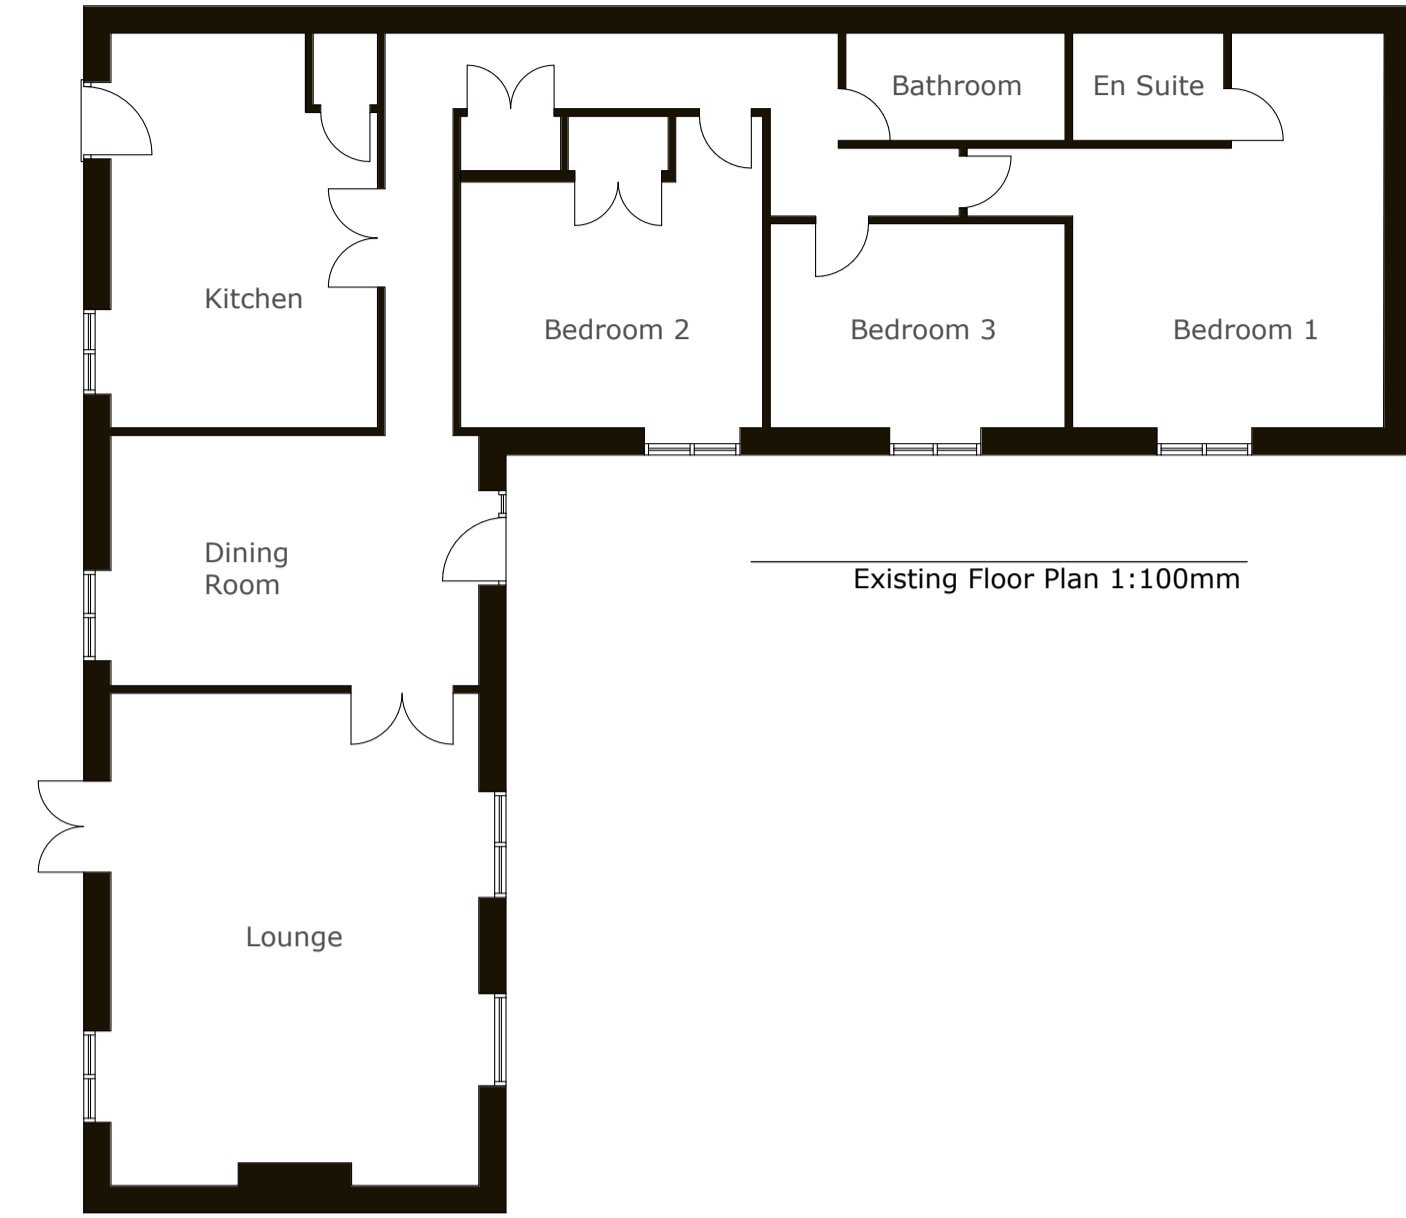 Bathroom
En Suite
Kitchen
Bedroom 2
Bedroom 3
Bedroom 1
Dining
Room
Existing Floor Plan 1:100mm
Lounge